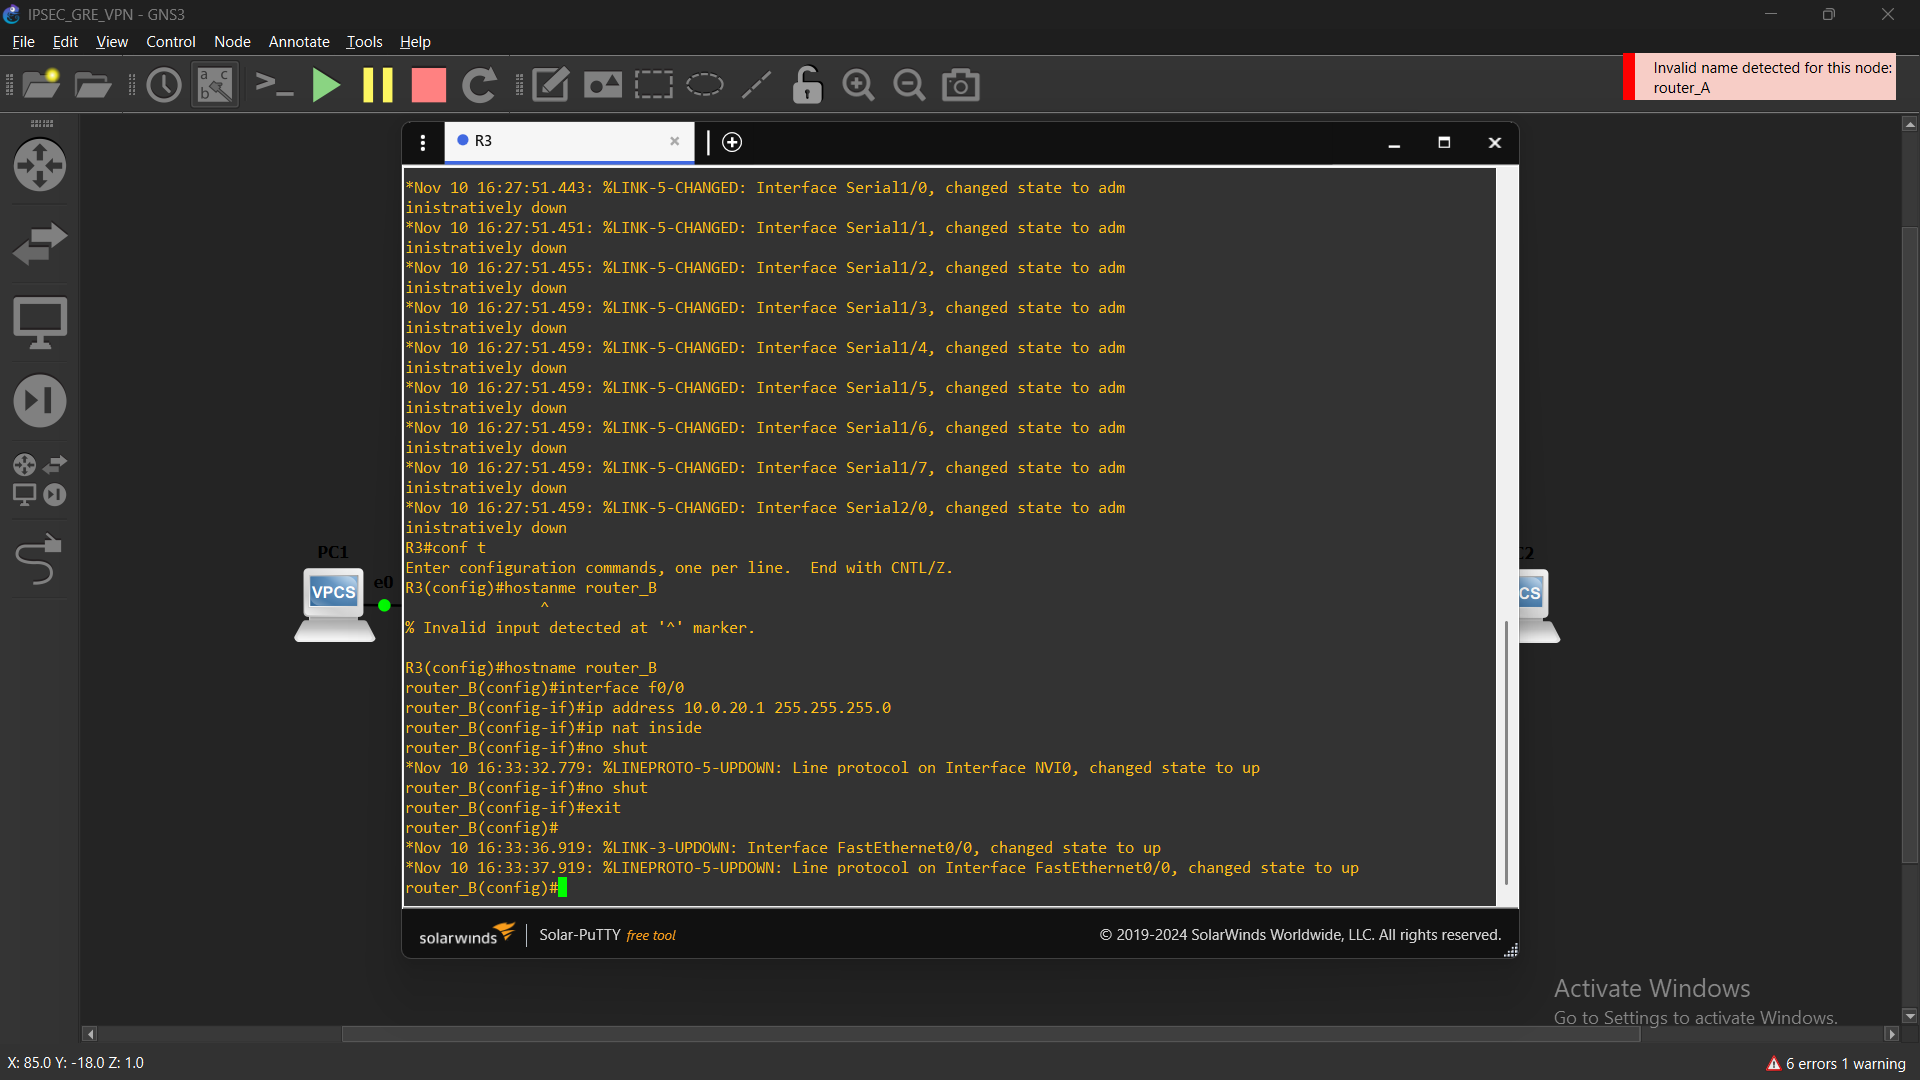 IPSEC_GRE_VPN - GNS3
File Edit View Control Node Annotate Tools Help
Invalid name detected for this node:
router_A
R3
*Nov 10 16:27:51.443: %LINK-5-CHANGED: Interface Serial1/0, changed state to adm
inistratively down
*Nov 10 16:27:51.451: %LINK-5-CHANGED: Interface Serial1/1, changed state to adm
inistratively down
*Nov 10 16:27:51.455: %LINK-5-CHANGED: Interface Serial1/2, changed state to adm
inistratively down
*Nov 10 16:27:51.459: %LINK-5-CHANGED: Interface Serial1/3, changed state to adm
inistratively down
*Nov 10 16:27:51.459: %LINK-5-CHANGED: Interface Serial1/4, changed state to adm
inistratively down
*Nov 10 16:27:51.459: %LINK-5-CHANGED: Interface Serial1/5, changed state to adm
inistratively down
*Nov 10 16:27:51.459: %LINK-5-CHANGED: Interface Serial1/6, changed state to adm
inistratively down
*Nov 10 16:27:51.459: %LINK-5-CHANGED: Interface Serial1/7, changed state to adm
inistratively down
*Nov 10 16:27:51.459: %LINK-5-CHANGED: Interface Serial2/0, changed state to adm
inistratively down
R3#conf t
Enter configuration commands, one per line.  End with CNTL/Z.
R3(config)#hostanme router_B
^
% Invalid input detected at '^' marker.
R3(config)#hostname router_B
router_B(config)#interface f0/0
router_B(config-if)#ip address 10.0.20.1 255.255.255.0
router_B(config-if)#ip nat inside
router_B(config-if)#no shut
*Nov 10 16:33:32.779: %LINEPROTO-5-UPDOWN: Line protocol on Interface NVI0, changed state to up
router_B(config-if)#no shut
router_B(config-if)#exit
router_B(config)#
*Nov 10 16:33:36.919: %LINK-3-UPDOWN: Interface FastEthernet0/0, changed state to up
*Nov 10 16:33:37.919: %LINEPROTO-5-UPDOWN: Line protocol on Interface FastEthernet0/0, changed state to up
router_B(config)#
solarwinds Solar-PuTTY free tool
© 2019-2024 SolarWinds Worldwide, LLC. All rights reserved.
PC1
VPCS
e0
C2
CS
Activate Windows
Go to Settings to activate Windows.
X: 85.0 Y: -18.0 Z: 1.0
6 errors 1 warning